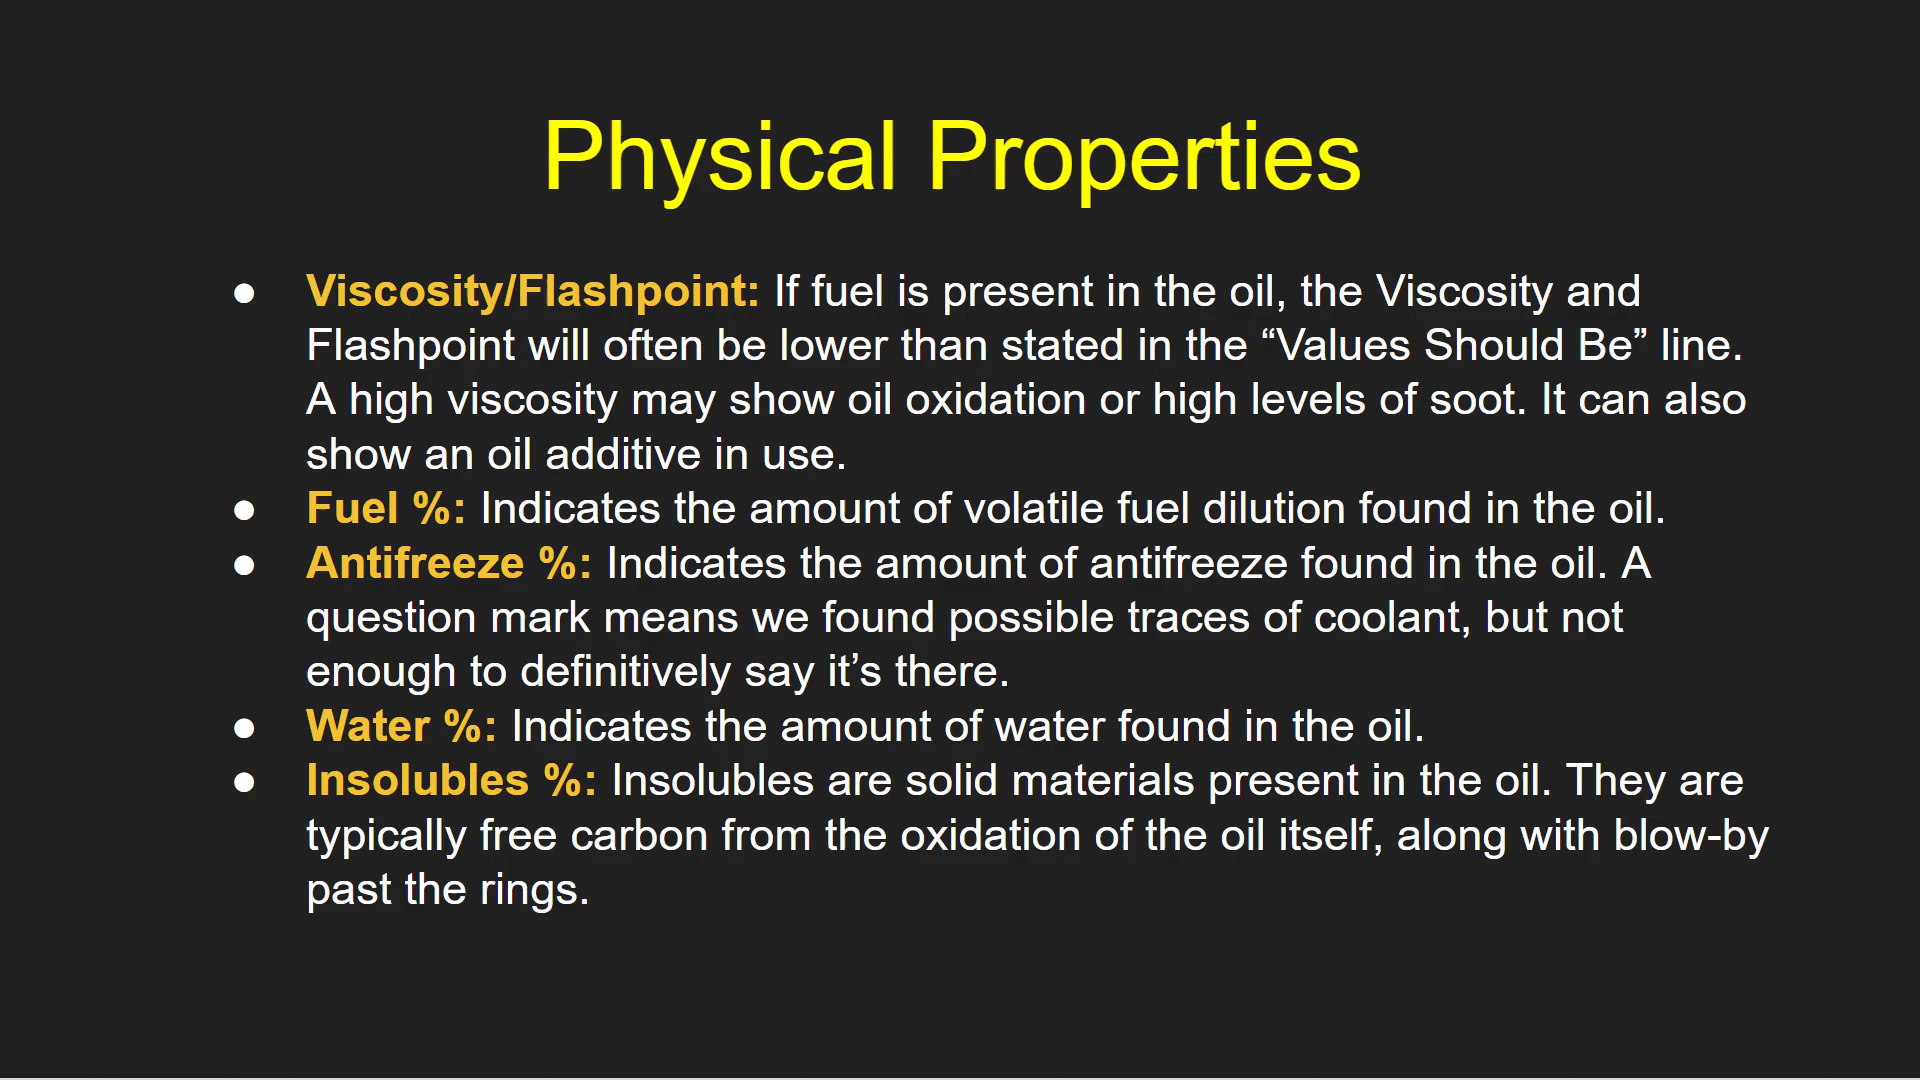 Physical Properties
● Viscosity/Flashpoint: If fuel is present in the oil, the Viscosity and
Flashpoint will often be lower than stated in the “Values Should Be” line.
A high viscosity may show oil oxidation or high levels of soot. It can also
show an oil additive in use.
● Fuel %: Indicates the amount of volatile fuel dilution found in the oil.
● Antifreeze %: Indicates the amount of antifreeze found in the oil. A
question mark means we found possible traces of coolant, but not
enough to definitively say it’s there.
● Water %: Indicates the amount of water found in the oil.
● Insolubles %: Insolubles are solid materials present in the oil. They are
typically free carbon from the oxidation of the oil itself, along with blow-by
past the rings.